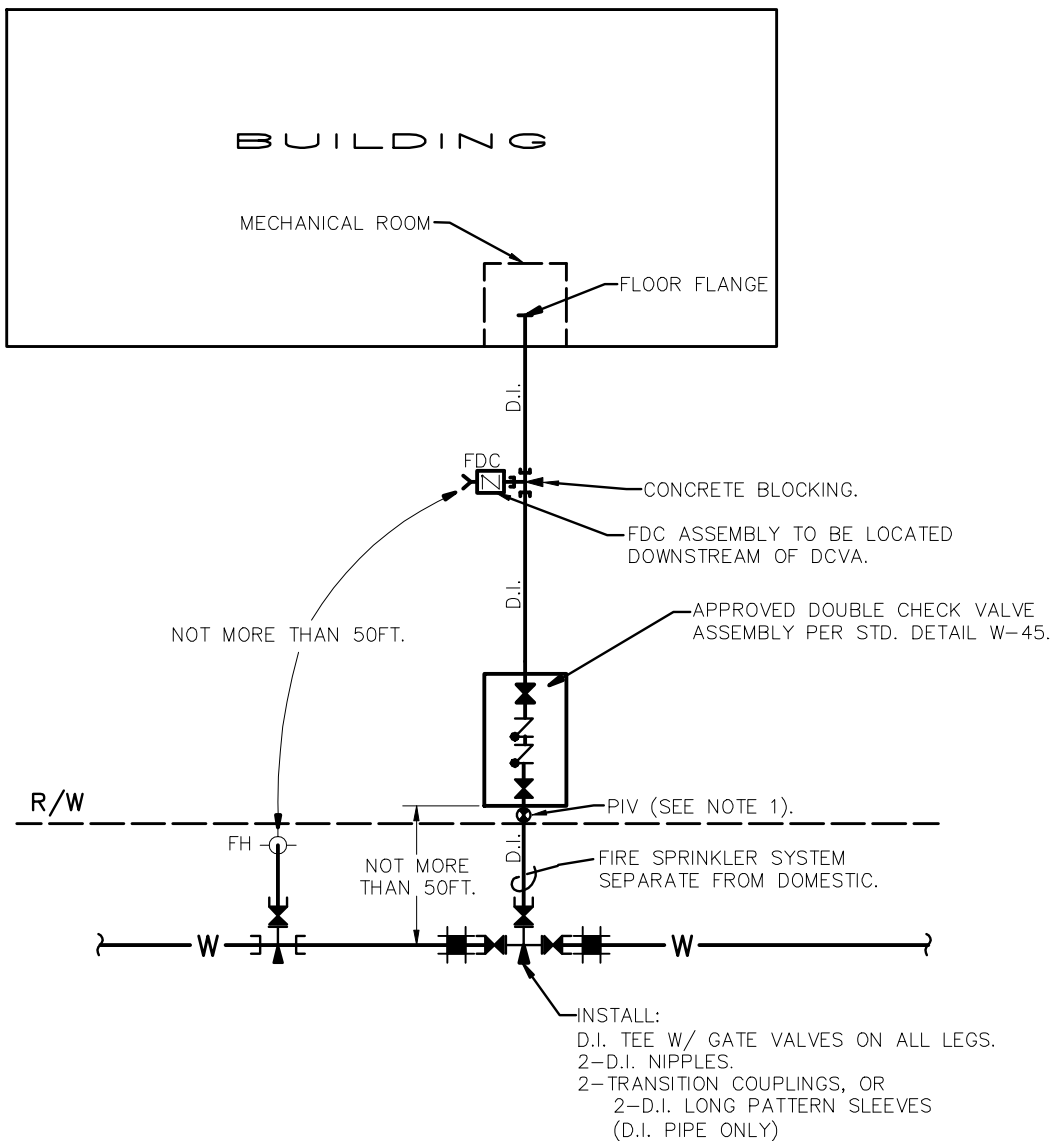 BUILDING
MECHANICAL ROOM
FLOOR FLANGE
D.I.
FDC
CONCRETE BLOCKING.
FDC ASSEMBLY TO BE LOCATED
DOWNSTREAM OF DCVA.
D.I.
NOT MORE THAN 50FT.
APPROVED DOUBLE CHECK VALVE
ASSEMBLY PER STD. DETAIL W-45.
R/W
PIV (SEE NOTE 1).
FH
D.I.
NOT MORE
THAN 50FT.
FIRE SPRINKLER SYSTEM
SEPARATE FROM DOMESTIC.
W
W
INSTALL:
D.I. TEE W/ GATE VALVES ON ALL LEGS.
2-D.I. NIPPLES.
2-TRANSITION COUPLINGS, OR
2-D.I. LONG PATTERN SLEEVES
(D.I. PIPE ONLY)